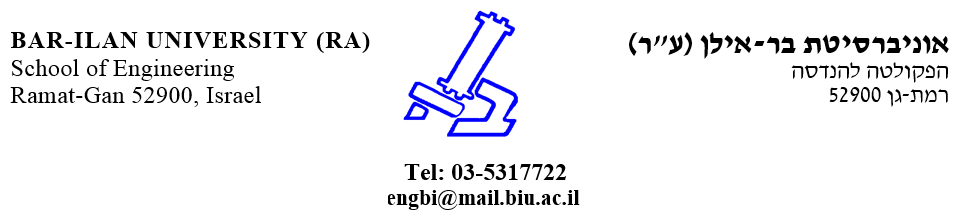 BAR-ILAN UNIVERSITY (RA)
School of Engineering
Ramat-Gan 52900, Israel
אוניברסיטת בר-אילן (ע"ר)
הפקולטה להנדסה
רמת-גן 52900
Tel: 03-5317722
engbi@mail.biu.ac.il